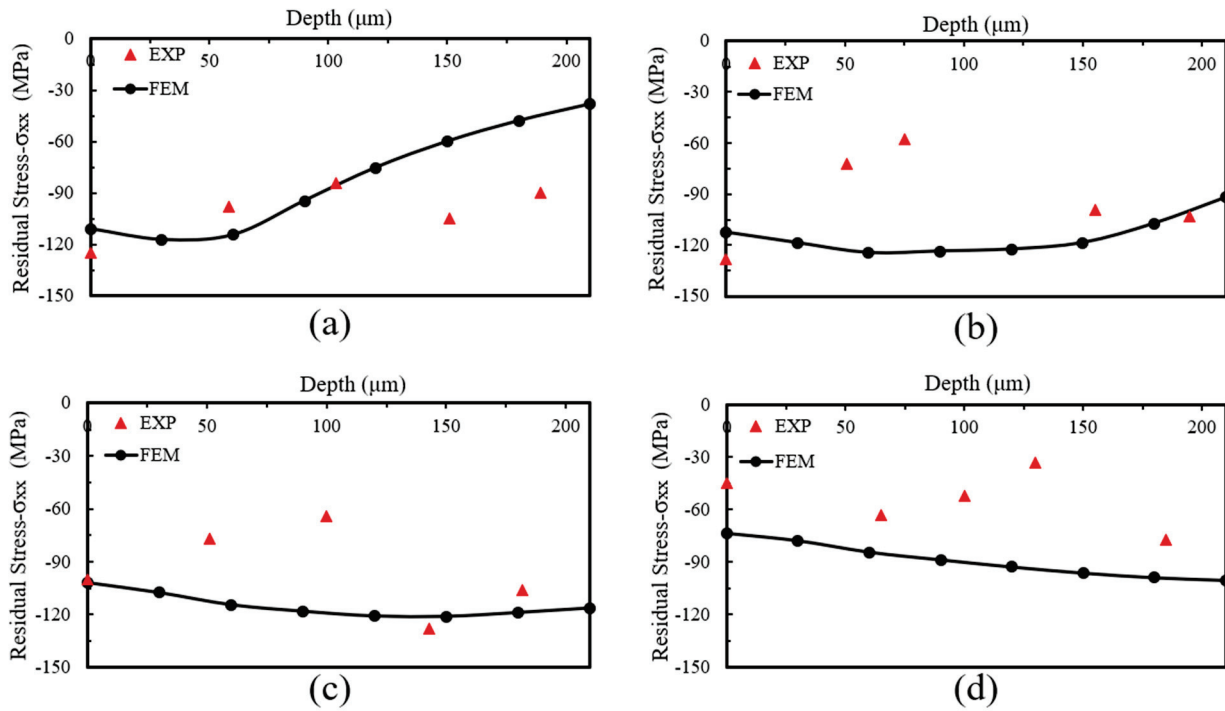 Depth (μm)
0
0 50 100 150 200
EXP
FEM
-30
-60
-90
-120
-150
Residual Stress-σxx (MPa)
(a)
Depth (μm)
0
0 50 100 150 200
EXP
FEM
-30
-60
-90
-120
-150
Residual Stress-σxx (MPa)
(b)
Depth (μm)
0
0 50 100 150 200
EXP
FEM
-30
-60
-90
-120
-150
Residual Stress-σxx (MPa)
(c)
Depth (μm)
0
0 50 100 150 200
EXP
FEM
-30
-60
-90
-120
-150
Residual Stress-σxx (MPa)
(d)